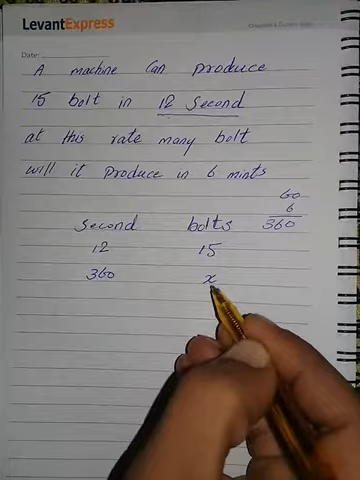 LevantExpress
Date:
A machine Can produce
15 bolt in 12 Second
at this rate many bolt
will it produce in 6 mints
60
6
second bolts 360
12 15
360 x